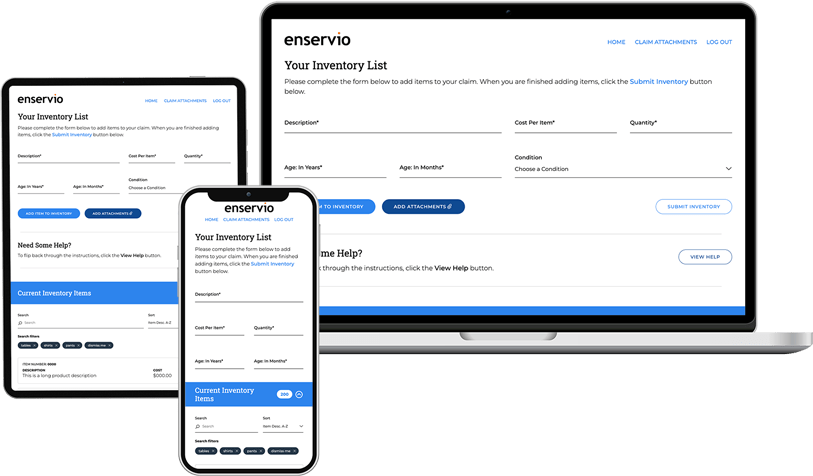 enservio
HOME CLAIM ATTACHMENTS LOG OUT
Your Inventory List
Please complete the form below to add items to your claim. When you are finished adding items, click the Submit Inventory button
below.
Description*
Cost Per Item*
Quantity*
Age: In Years*
Age: In Months*
Condition
Choose a Condition
M TO INVENTORY
ADD ATTACHMENTS
SUBMIT INVENTORY
me Help?
VIEW HELP
through the instructions, click the View Help button.
enservio
HOME CLAIM ATTACHMENTS LOG OUT
Your Inventory List
Please complete the form below to add items to your claim. When you are finished adding
items, click the Submit Inventory button below.
Description*
Cost Per Item*
Quantity*
Age: In Years*
Age: In Months*
Condition
Choose a Condition
ADD ITEM TO INVENTORY
ADD ATTACHMENTS
Need Some Help?
To flip back through the instructions, click the View Help button.
Current Inventory Items
Search
Sort
Search
Item Desc. A-Z
Search Filters
tables × shirts × pants × dismiss me ×
ITEM NUMBER: 0000
DESCRIPTION
COST
This is a long product description
$000.00
enservio
HOME CLAIM ATTACHMENTS LOG OUT
Your Inventory List
Please complete the form below to add
items to your claim. When you are finished
adding items, click the Submit Inventory
button below.
Description*
Cost Per Item*
Quantity*
Age: In Years*
Age: In Months*
Current Inventory
Items
200
Search
Sort
Search
Item Desc. A-Z
Search Filters
tables × shirts × pants × dismiss me ×